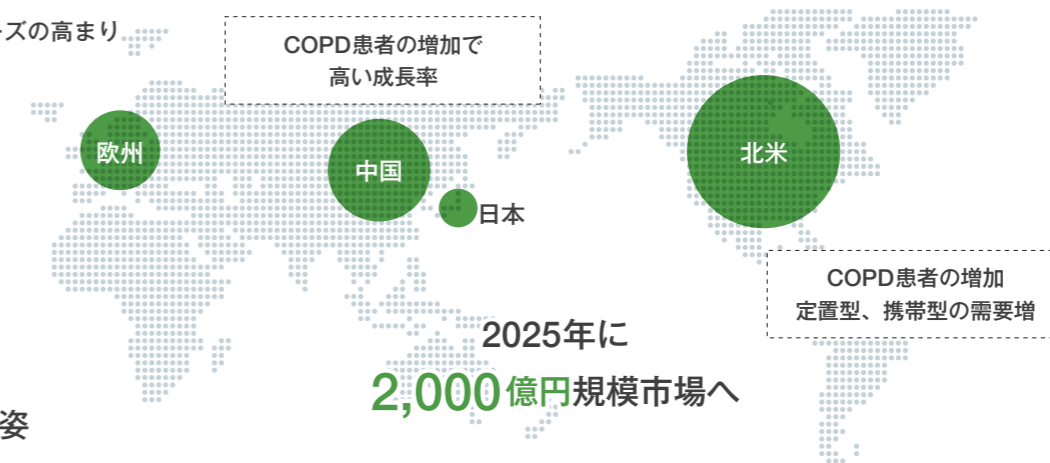 ーズの高まり
COPD患者の増加で
高い成長率
欧州
中国
日本
北米
COPD患者の増加
定置型、携帯型の需要増
2025年に
2,000億円規模市場へ
姿